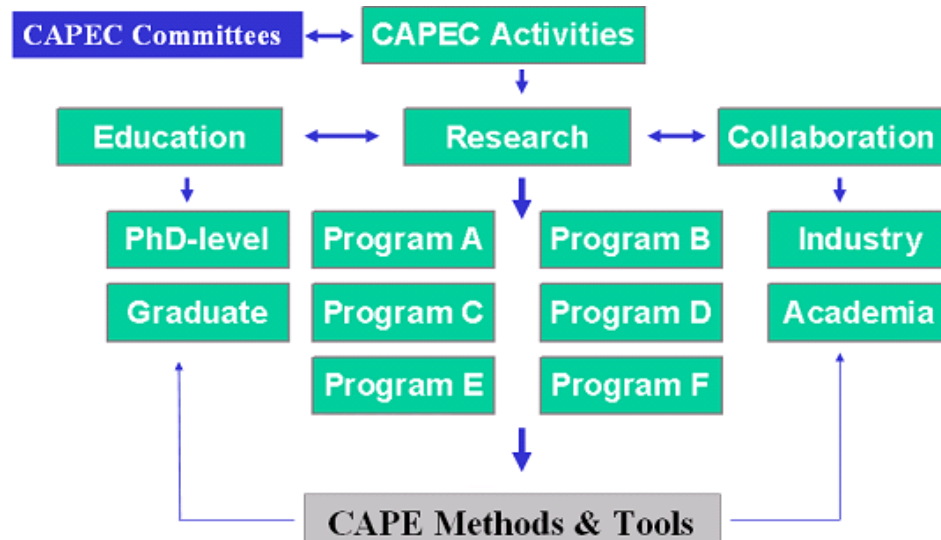 CAPEC Committees
CAPEC Activities
Education
Research
Collaboration
PhD-level
Program A
Program B
Industry
Graduate
Program C
Program D
Academia
Program E
Program F
CAPE Methods & Tools